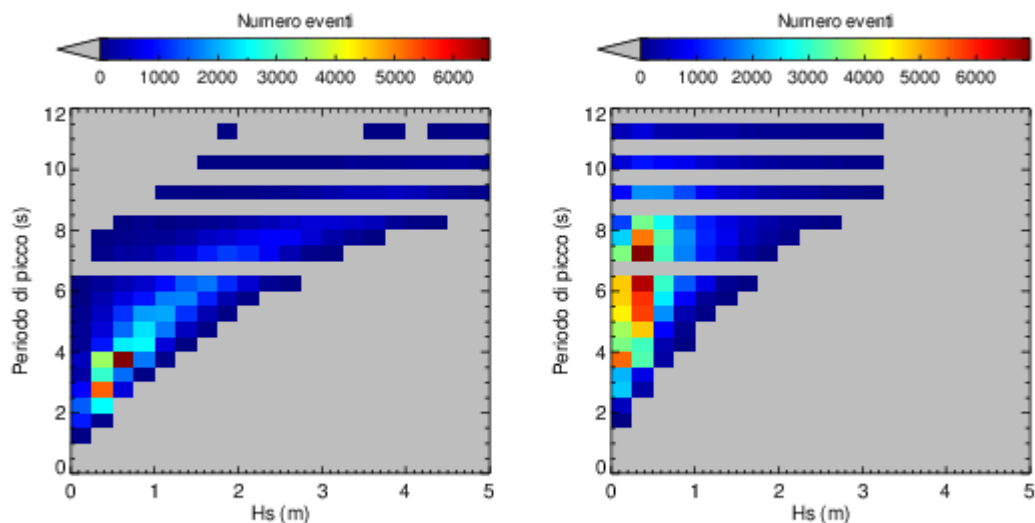 Numero eventi Numero eventi
0 1000 2000 3000 4000 5000 6000 0 1000 2000 3000 4000 5000 6000
12 12
10 10
8 8
6 6
4 4
2 2
0 0
Periodo di picco (s) Periodo di picco (s)
0 1 2 3 4 5 0 1 2 3 4 5
Hs (m) Hs (m)